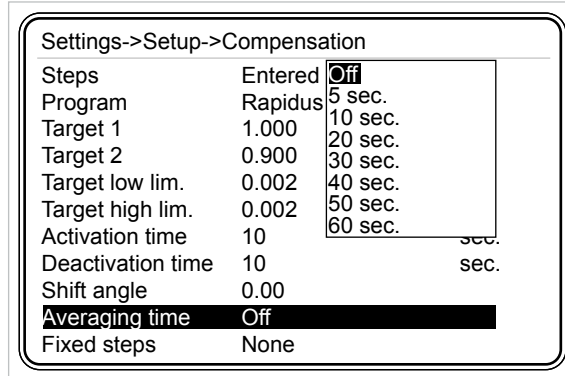 Settings->Setup->Compensation
Steps Entered
Program Rapidus
Target 1 1.000
Target 2 0.900
Target low lim. 0.002
Target high lim. 0.002
Activation time 10 sec.
Deactivation time 10 sec.
Shift angle 0.00
Averaging time Off
Fixed steps None
Off
5 sec.
10 sec.
20 sec.
30 sec.
40 sec.
50 sec.
60 sec.